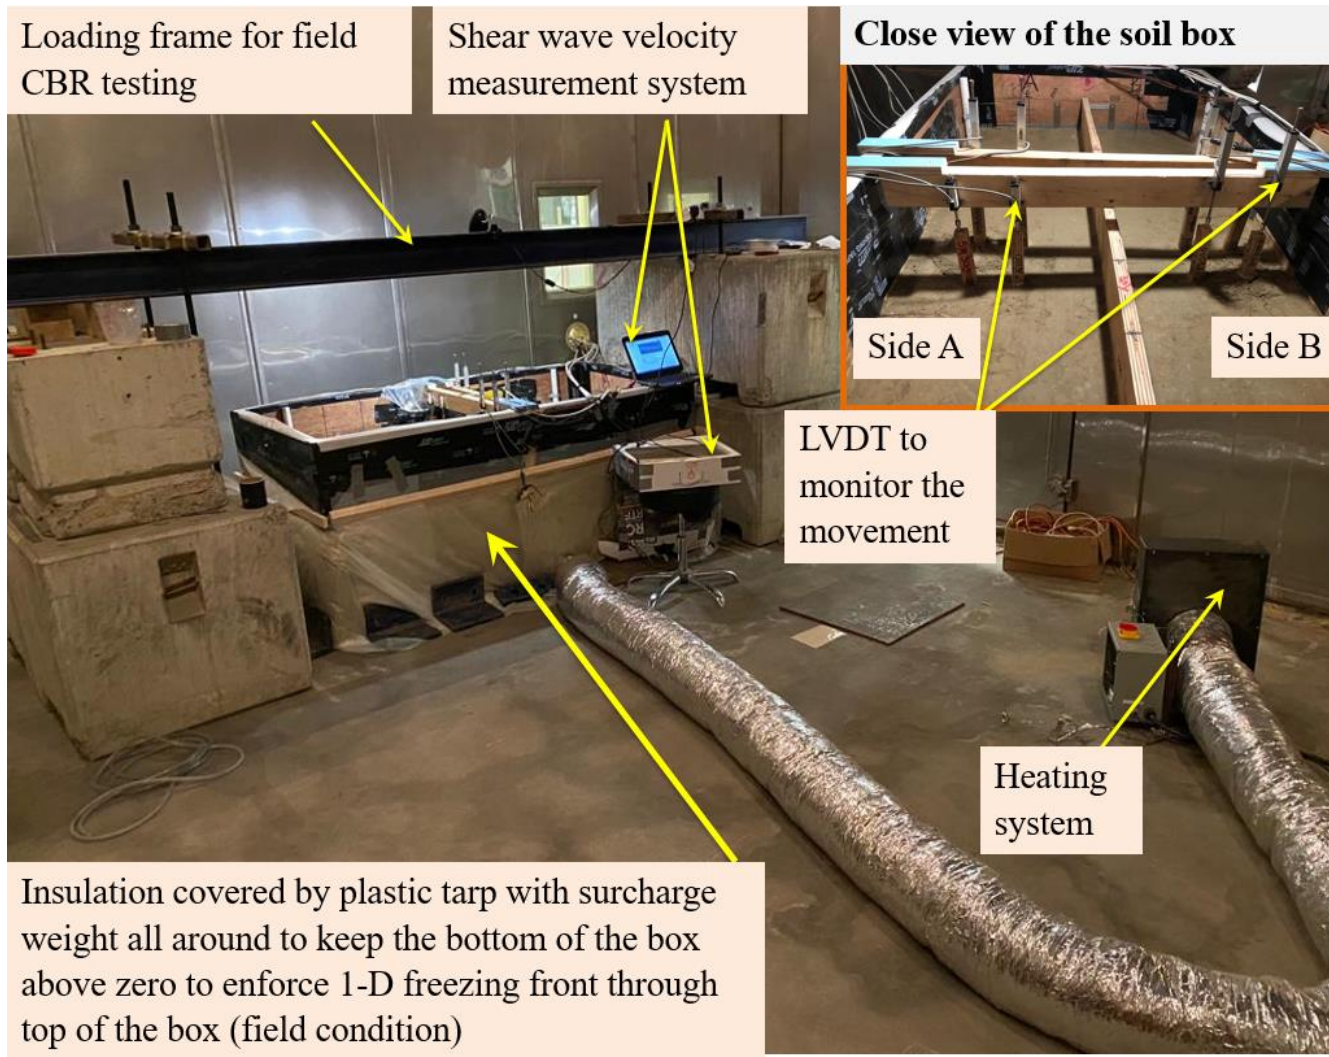 Loading frame for field
CBR testing
Shear wave velocity
measurement system
Close view of the soil box
Side A
Side B
LVDT to
monitor the
movement
Heating
system
Insulation covered by plastic tarp with surcharge
weight all around to keep the bottom of the box
above zero to enforce 1-D freezing front through
top of the box (field condition)